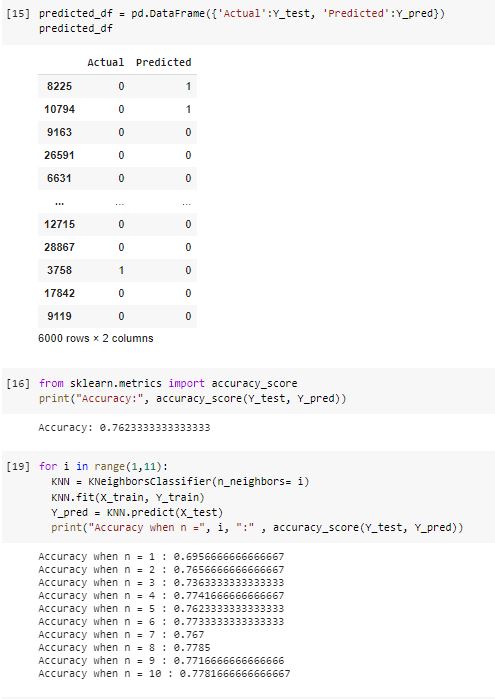 [15] predicted_df = pd.DataFrame({'Actual':Y_test, 'Predicted':Y_pred})
predicted_df
Actual Predicted
8225 0 1
10794 0 1
9163 0 0
26591 0 0
6631 0 0
... ... ...
12715 0 0
28867 0 0
3758 1 0
17842 0 0
9119 0 0
6000 rows × 2 columns
[16] from sklearn.metrics import accuracy_score
print("Accuracy:", accuracy_score(Y_test, Y_pred))
Accuracy: 0.7623333333333333
[19] for i in range(1,11):
KNN = KNeighborsClassifier(n_neighbors= i)
KNN.fit(X_train, Y_train)
Y_pred = KNN.predict(X_test)
print("Accuracy when n =", i, ":" , accuracy_score(Y_test, Y_pred))
Accuracy when n = 1 : 0.6956666666666667
Accuracy when n = 2 : 0.7656666666666667
Accuracy when n = 3 : 0.7363333333333333
Accuracy when n = 4 : 0.7741666666666667
Accuracy when n = 5 : 0.7623333333333333
Accuracy when n = 6 : 0.7733333333333333
Accuracy when n = 7 : 0.767
Accuracy when n = 8 : 0.7785
Accuracy when n = 9 : 0.7716666666666666
Accuracy when n = 10 : 0.7781666666666667